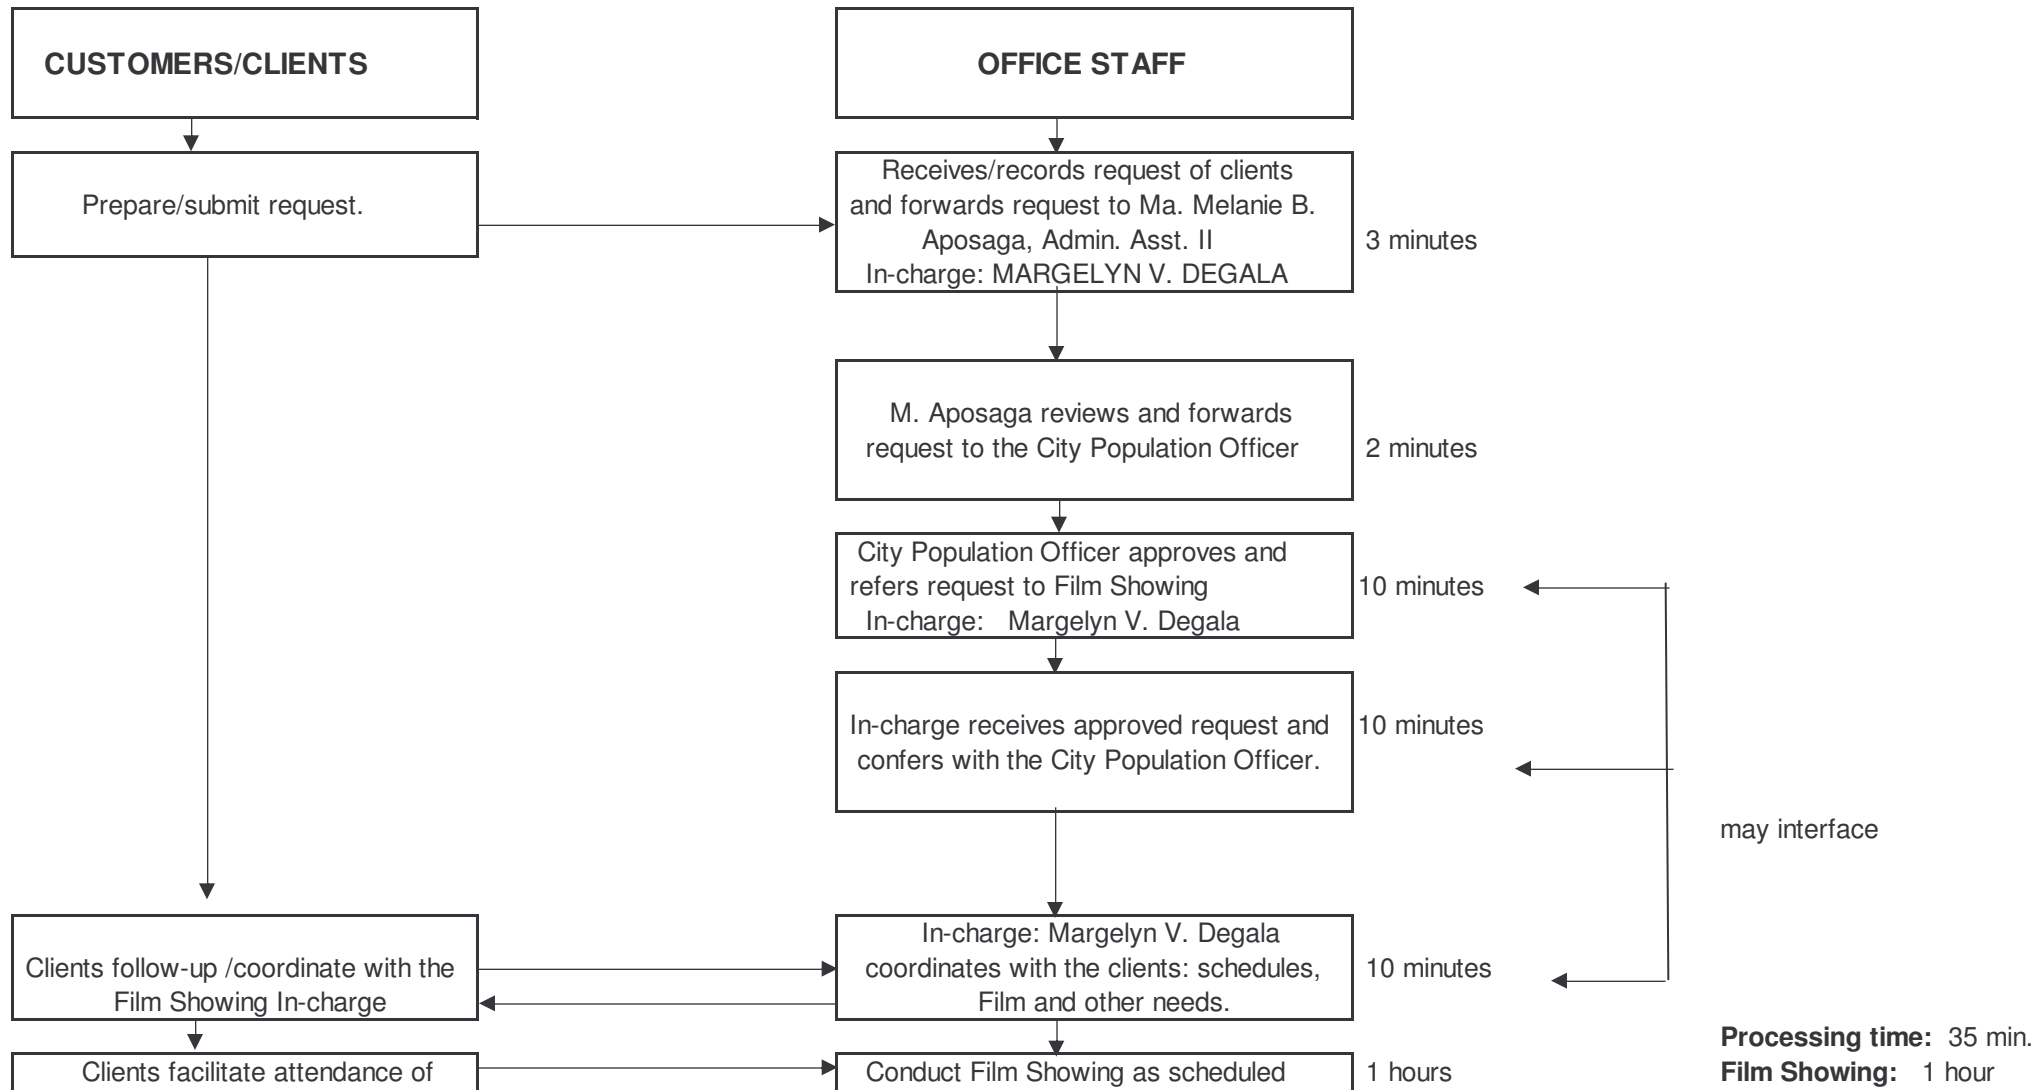 CUSTOMERS/CLIENTS
OFFICE STAFF
Prepare/submit request.
Receives/records request of clients
and forwards request to Ma. Melanie B.
Aposaga, Admin. Asst. II
In-charge: MARGELYN V. DEGALA
3 minutes
M. Aposaga reviews and forwards
request to the City Population Officer
2 minutes
City Population Officer approves and
refers request to Film Showing
In-charge: Margelyn V. Degala
10 minutes
In-charge receives approved request and
confers with the City Population Officer.
10 minutes
may interface
Clients follow-up /coordinate with the
Film Showing In-charge
In-charge: Margelyn V. Degala
coordinates with the clients: schedules,
Film and other needs.
10 minutes
Clients facilitate attendance of
Conduct Film Showing as scheduled
1 hours
Processing time: 35 min.
Film Showing: 1 hour